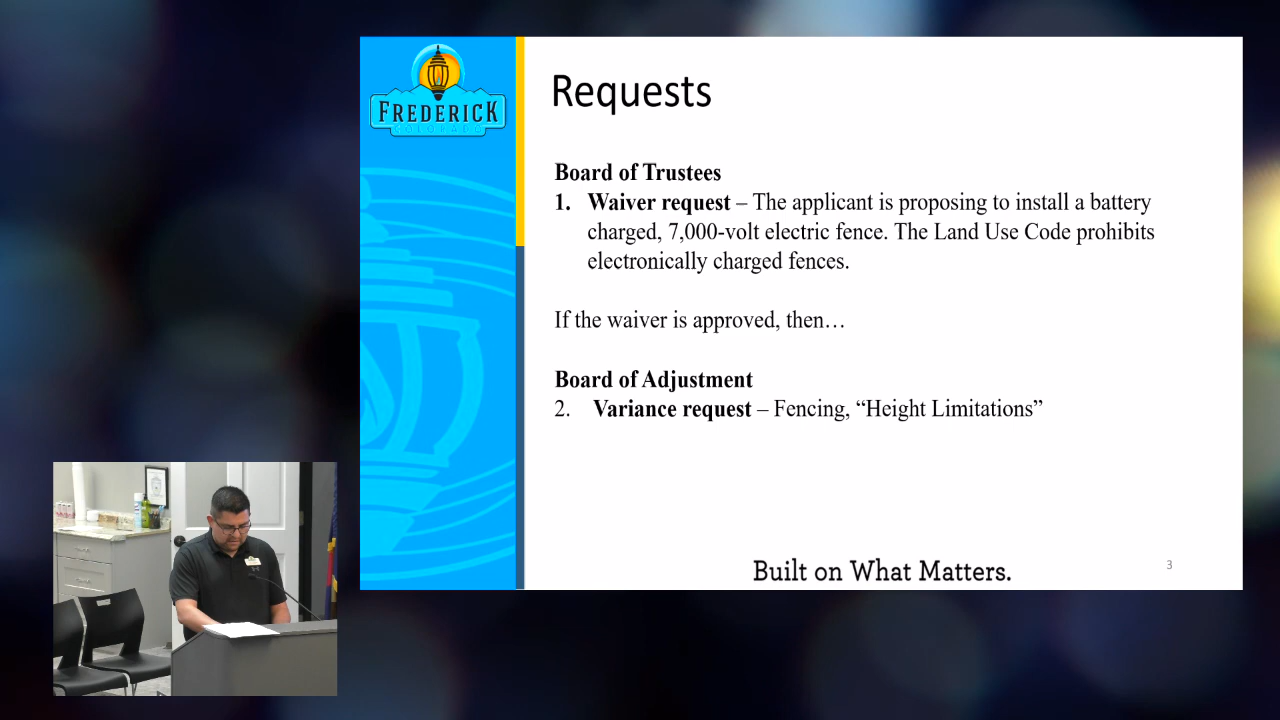 FREDERICK
COLORADO
Requests
Board of Trustees
1. Waiver request – The applicant is proposing to install a battery
charged, 7,000-volt electric fence. The Land Use Code prohibits
electronically charged fences.
If the waiver is approved, then…
Board of Adjustment
2. Variance request – Fencing, “Height Limitations”
Built on What Matters.
3